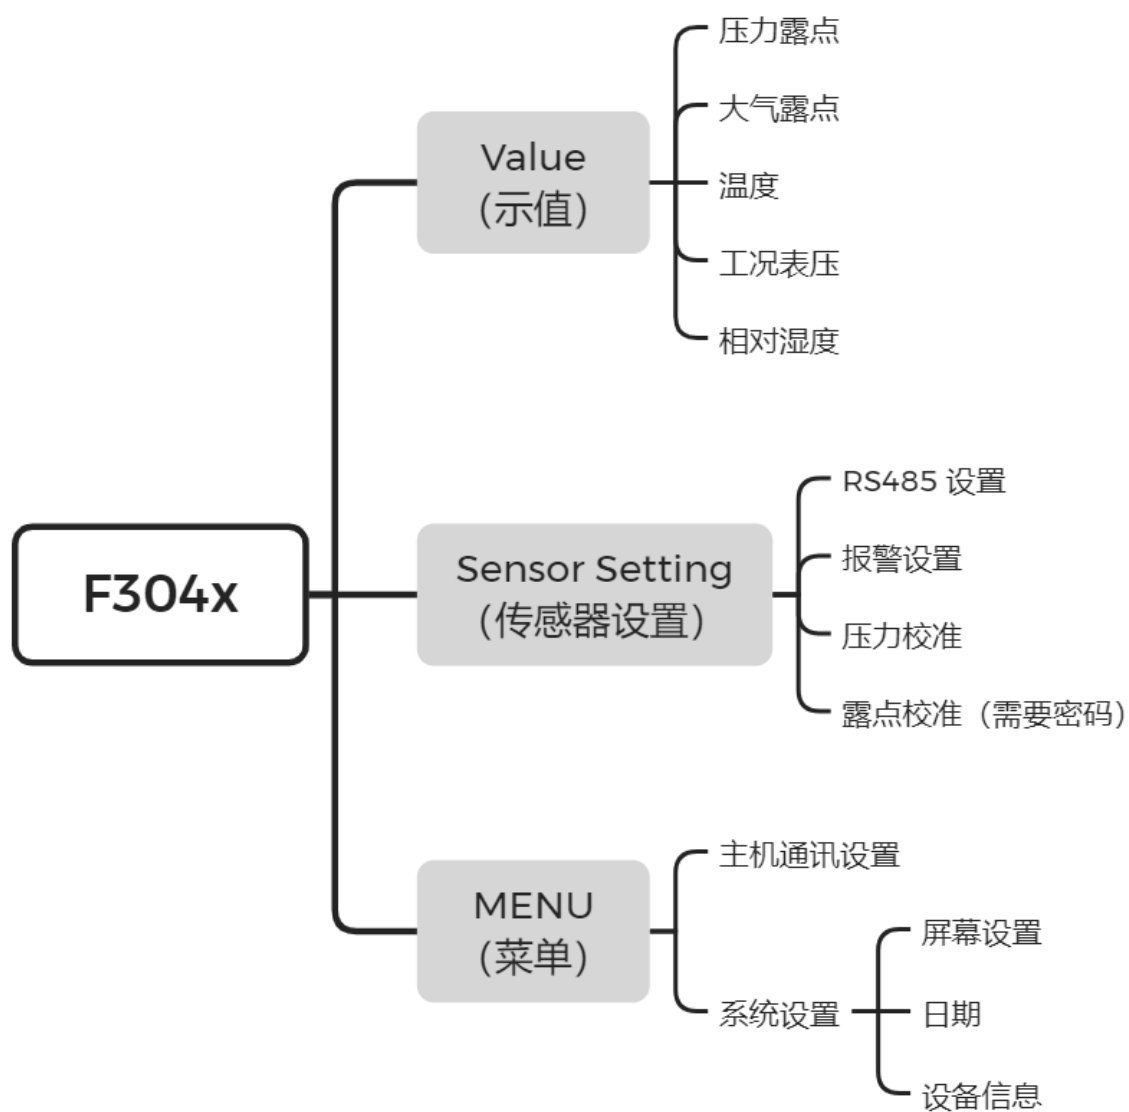 F304x
Value
(示值)
压力露点
大气露点
温度
工况表压
相对湿度
Sensor Setting
(传感器设置)
RS485 设置
报警设置
压力校准
露点校准（需要密码）
MENU
(菜单)
主机通讯设置
系统设置
屏幕设置
日期
设备信息